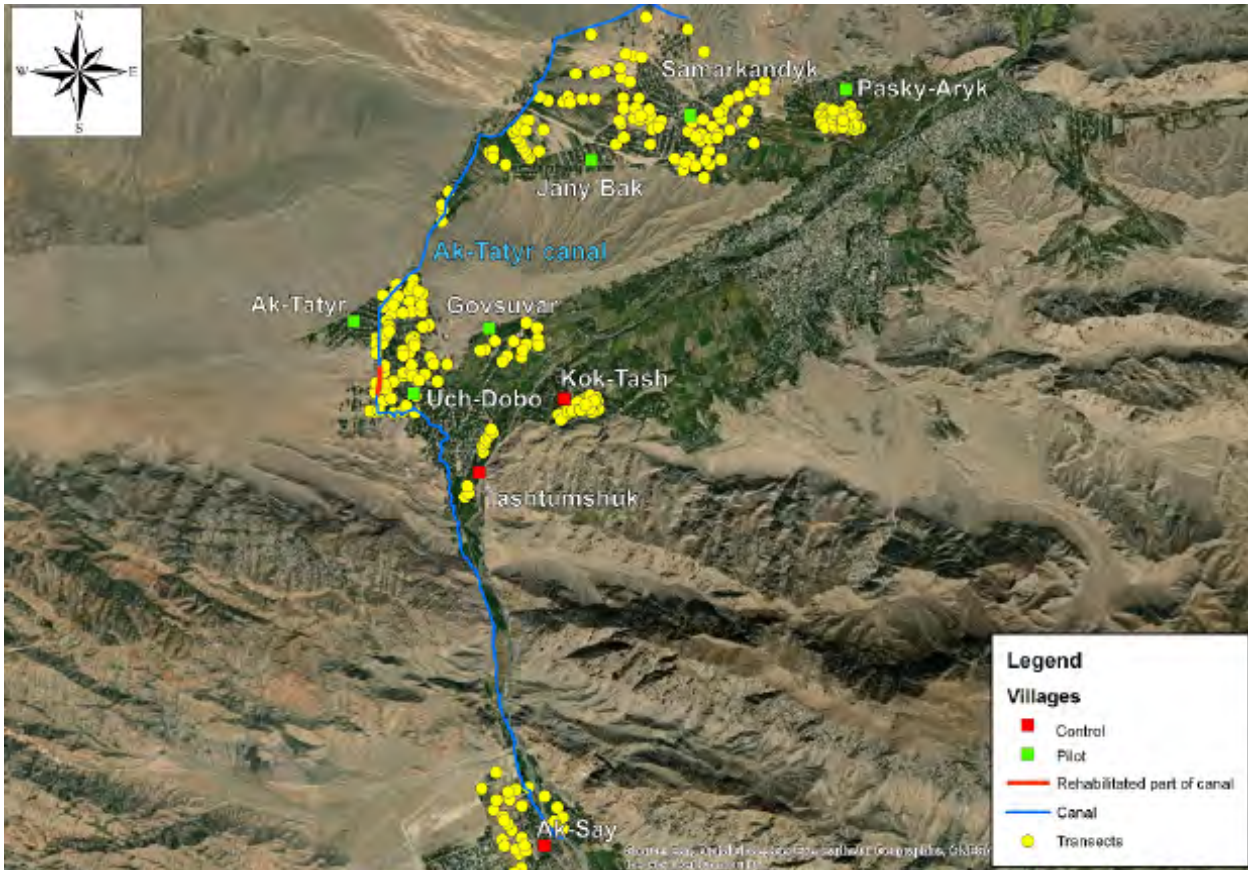 N
W E
S
Samarkandyk
Pasky-Aryk
Jany Bak
Ak-Tatyr canal
Ak-Tatyr
Govsuvar
Kok-Tash
Uch-Dobo
Tashtumshuk
Ak-Say
Legend
Villages
Control
Pilot
Rehabilitated part of canal
Canal
Transects